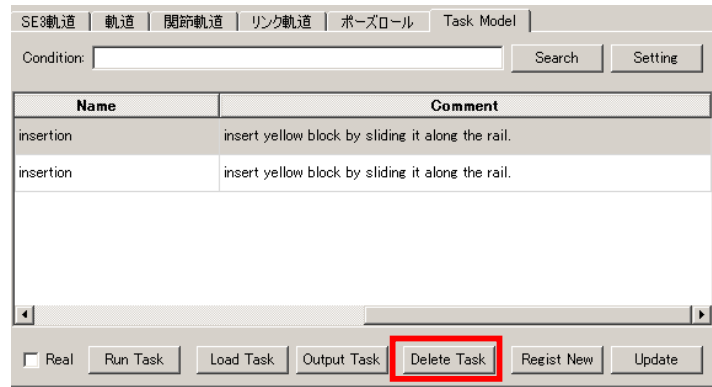 SE3軌道 軌道 関節軌道 リンク軌道 ポーズロール Task Model
Condition: Search Setting
Name Comment
insertion insert yellow block by sliding it along the rail.
insertion insert yellow block by sliding it along the rail.
Real Run Task Load Task Output Task Delete Task Regist New Update